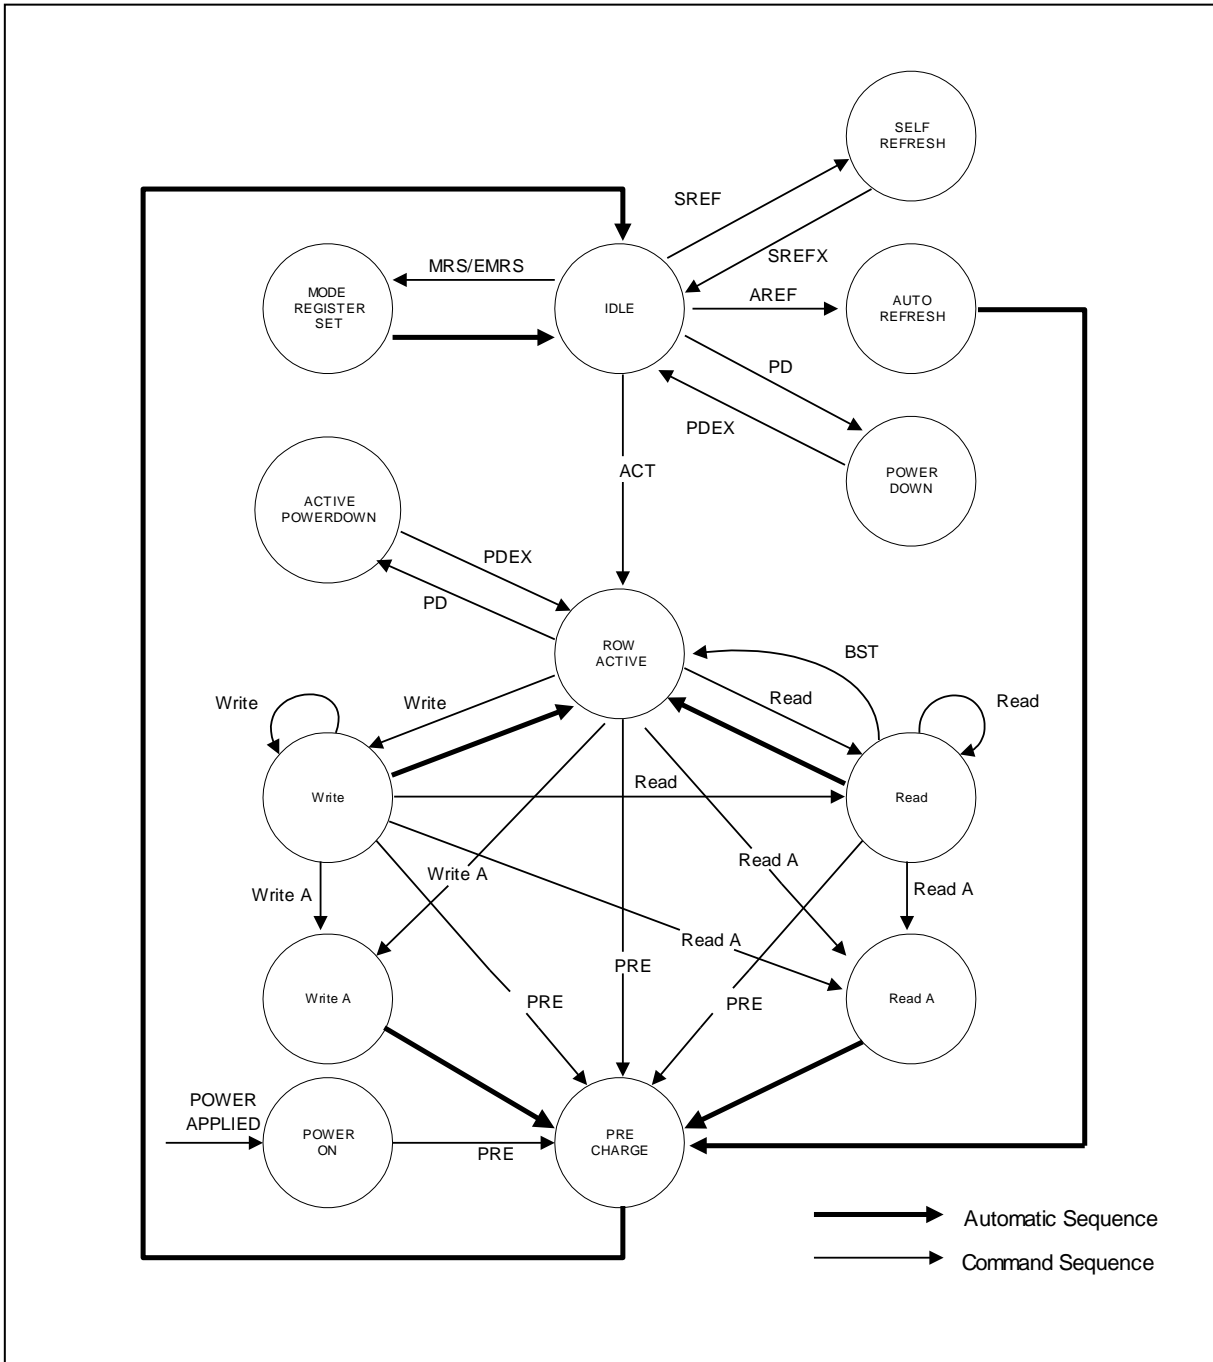 SELF
REFRESH
SREF
SREFX
MRS/EMRS
MODE
REGISTER
SET
IDLE
AREF
AUTO
REFRESH
PD
PDEX
POWER
DOWN
ACT
ACTIVE
POWERDOWN
PDEX
PD
ROW
ACTIVE
BST
Write
Write
Read
Read
Write
Read
Read
Write A
Write A
Read A
Read A
Read A
Write A
PRE
PRE
PRE
Read A
POWER
APPLIED
POWER
ON
PRE
PRE
CHARGE
Automatic Sequence
Command Sequence